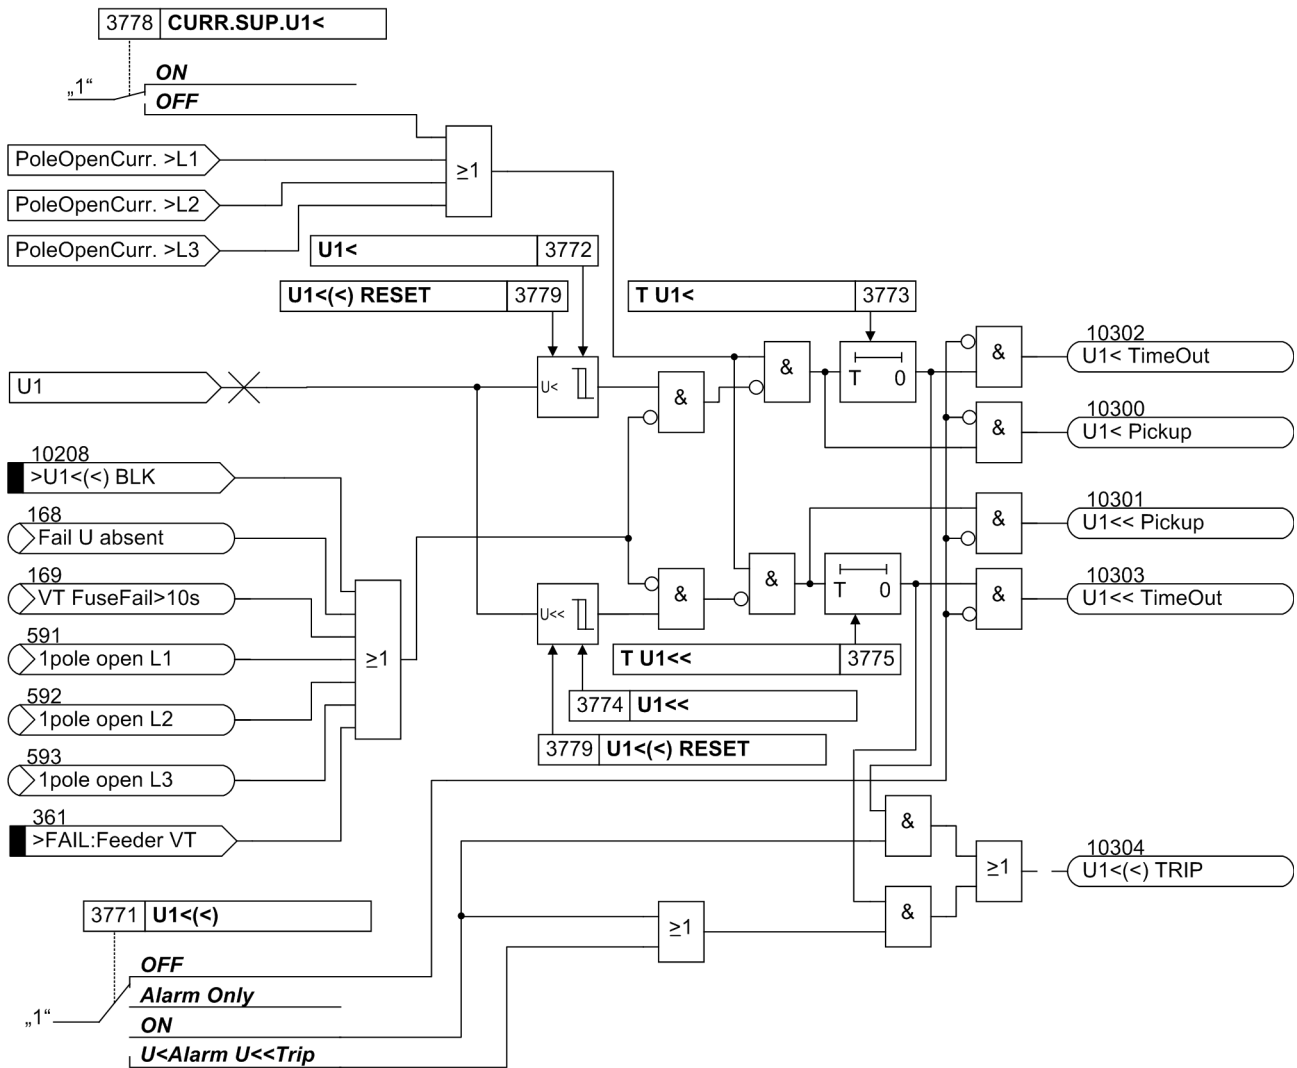 3778 CURR.SUP.U1<
„1“
ON
OFF
PoleOpenCurr. >L1
≥1
PoleOpenCurr. >L2
PoleOpenCurr. >L3
U1< 3772
U1<(<) RESET 3779
T U1< 3773
10302
U1< TimeOut
&
&
T 0
U1
U<
&
10300
U1< Pickup
&
10208
>U1<(<) BLK
168
Fail U absent
10301
U1<< Pickup
&
169
VT FuseFail>10s
U<<
&
&
T 0
&
10303
U1<< TimeOut
591
1pole open L1
≥1
T U1<< 3775
592
1pole open L2
3774 U1<<
593
1pole open L3
3779 U1<(<) RESET
361
>FAIL:Feeder VT
&
≥1
10304
U1<(<) TRIP
3771 U1<(<)
≥1
&
OFF
Alarm Only
„1“
ON
U<Alarm U<<Trip